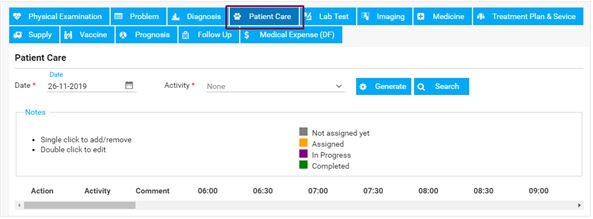 Physical Examination Problem Diagnosis Patient Care Lab Test Imaging Medicine Treatment Plan & Sevice
Supply Vaccine Prognosis Follow Up $ Medical Expense (DF)
Patient Care
Date
Date * 26-11-2019 Activity * None Generate Search
Notes
Single click to add/remove
Double click to edit
Not assigned yet
Assigned
In Progress
Completed
Action Activity Comment 06:00 06:30 07:00 07:30 08:00 08:30 09:00